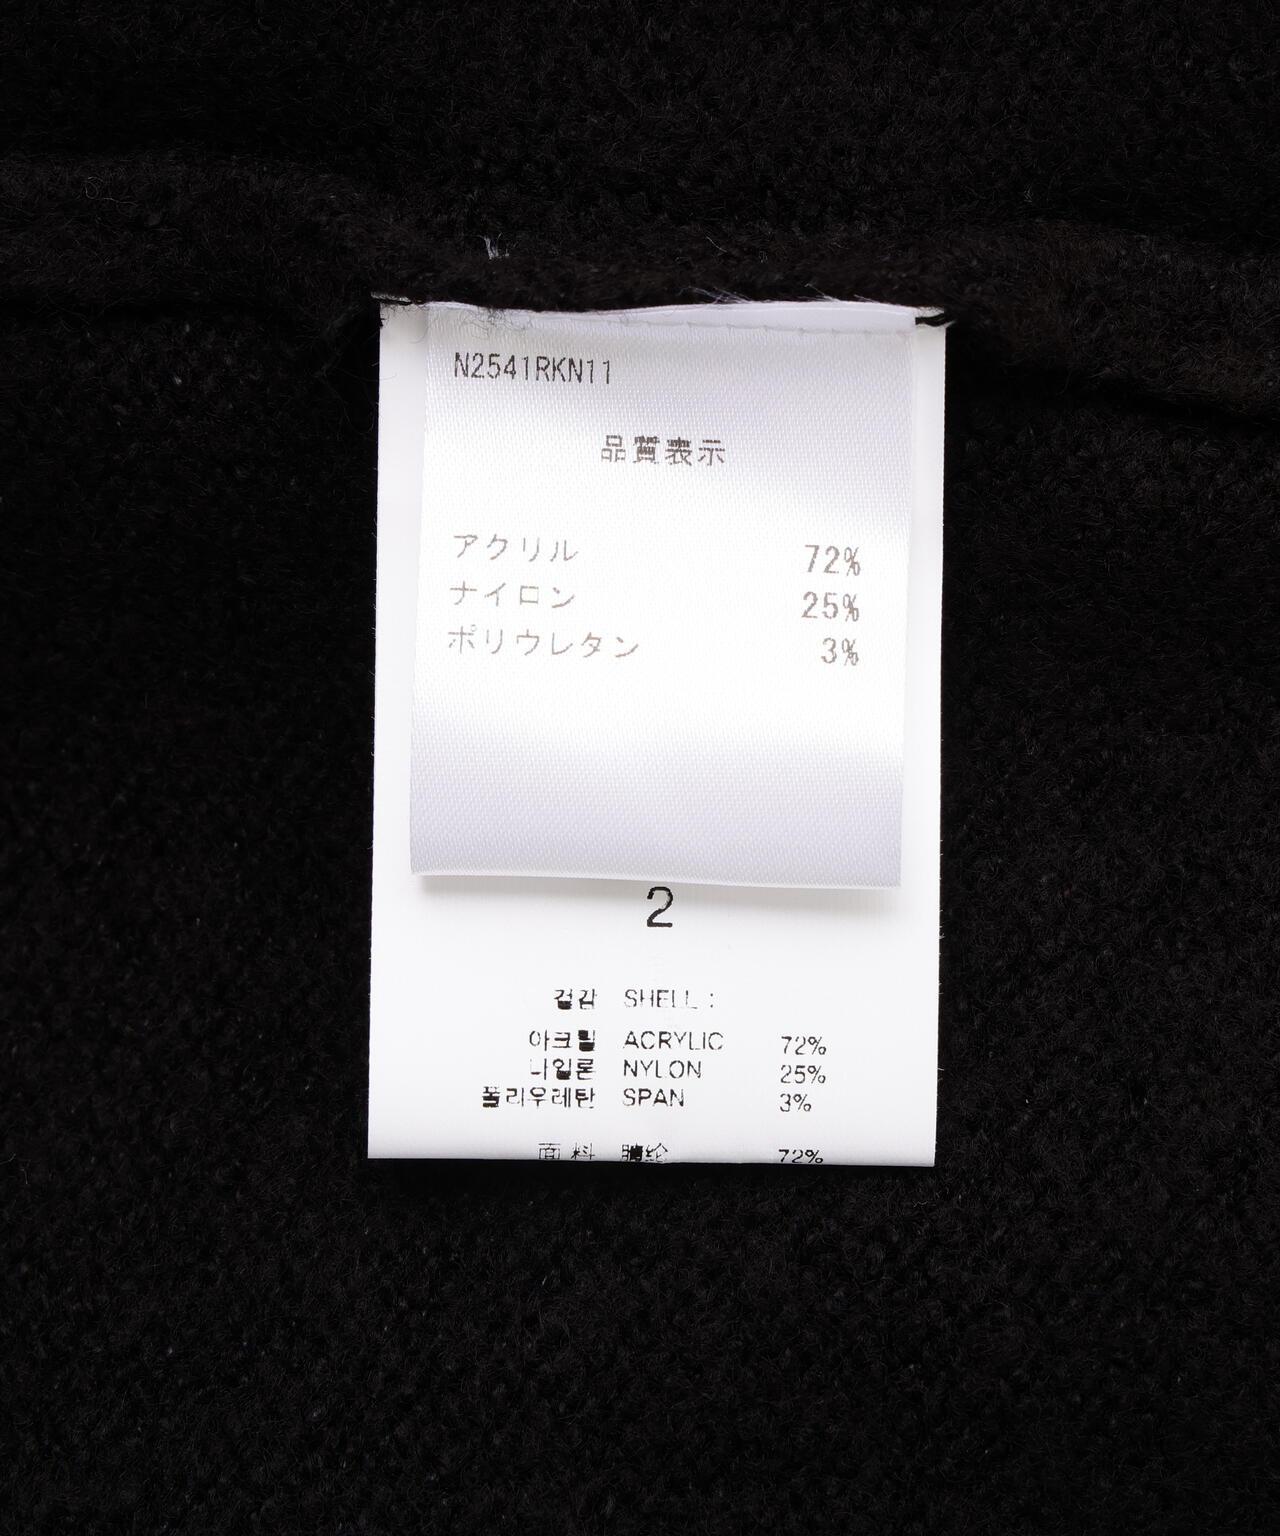 N2541RKN11
品質表示
アクリル 72%
ナイロン 25%
ポリウレタン 3%
2
겉감 SHELL :
아크릴 ACRYLIC 72%
나일론 NYLON 25%
폴리우레탄 SPAN 3%
面 料 腈纶 72%